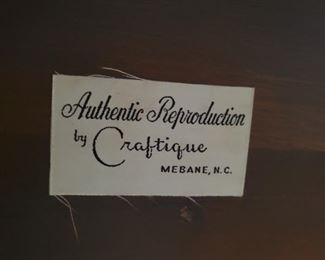 Authentic Reproduction
by Craftique
MEBANE, N.C.